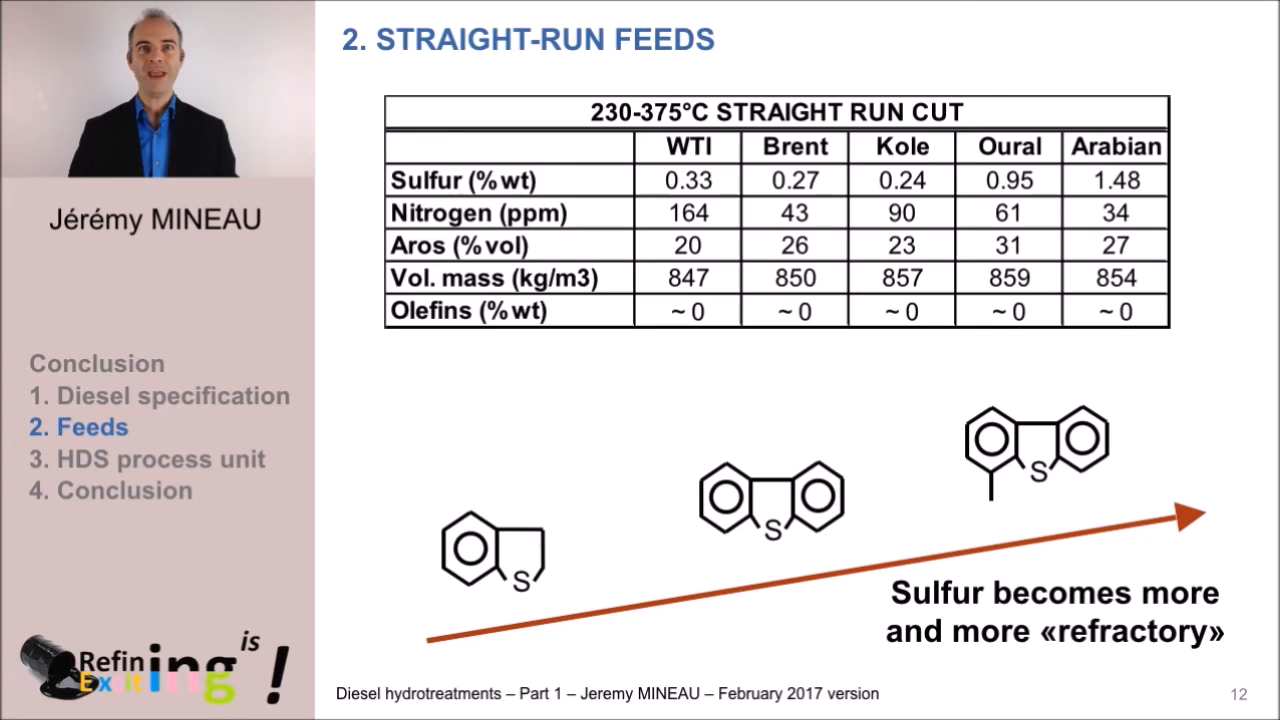 2. STRAIGHT-RUN FEEDS
230-375°C STRAIGHT RUN CUT
WTI Brent Kole Oural Arabian
Sulfur (%wt) 0.33 0.27 0.24 0.95 1.48
Nitrogen (ppm) 164 43 90 61 34
Aros (%vol) 20 26 23 31 27
Vol. mass (kg/m3) 847 850 857 859 854
Olefins (%wt) ~ 0 ~ 0 ~ 0 ~ 0 ~ 0
Jérémy MINEAU
Conclusion
1. Diesel specification
2. Feeds
3. HDS process unit
4. Conclusion
S
S
S
Sulfur becomes more
and more «refractory»
Refining is
Exciting !
Diesel hydrotreatments – Part 1 – Jeremy MINEAU – February 2017 version
12